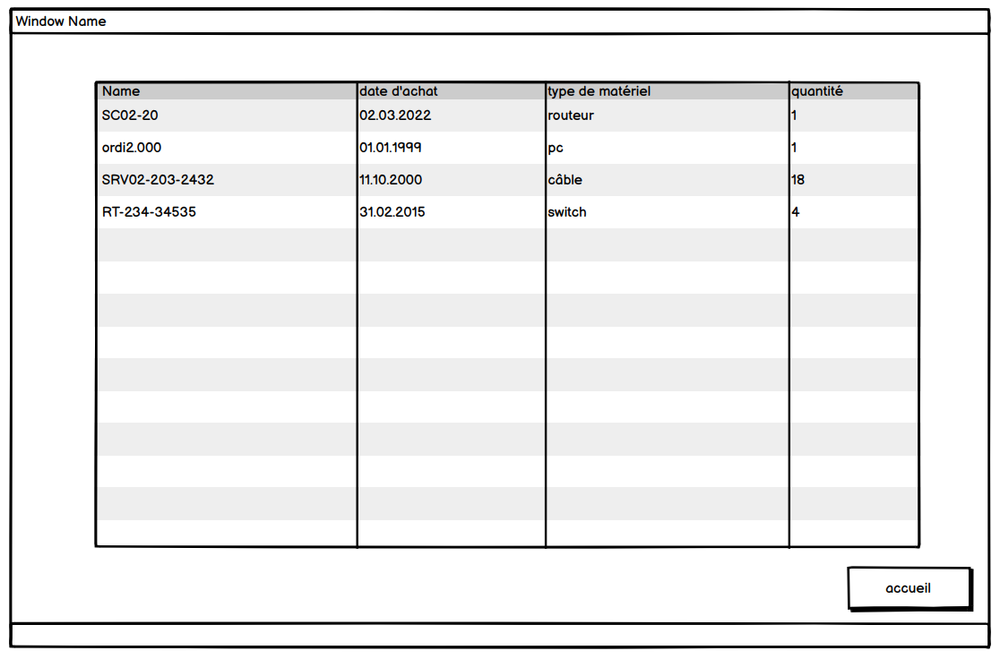 Window Name
Name date d'achat type de matériel quantité
SC02-20 02.03.2022 routeur 1
ordi2.000 01.01.1999 pc 1
SRV02-203-2432 11.10.2000 câble 18
RT-234-34535 31.02.2015 switch 4
accueil